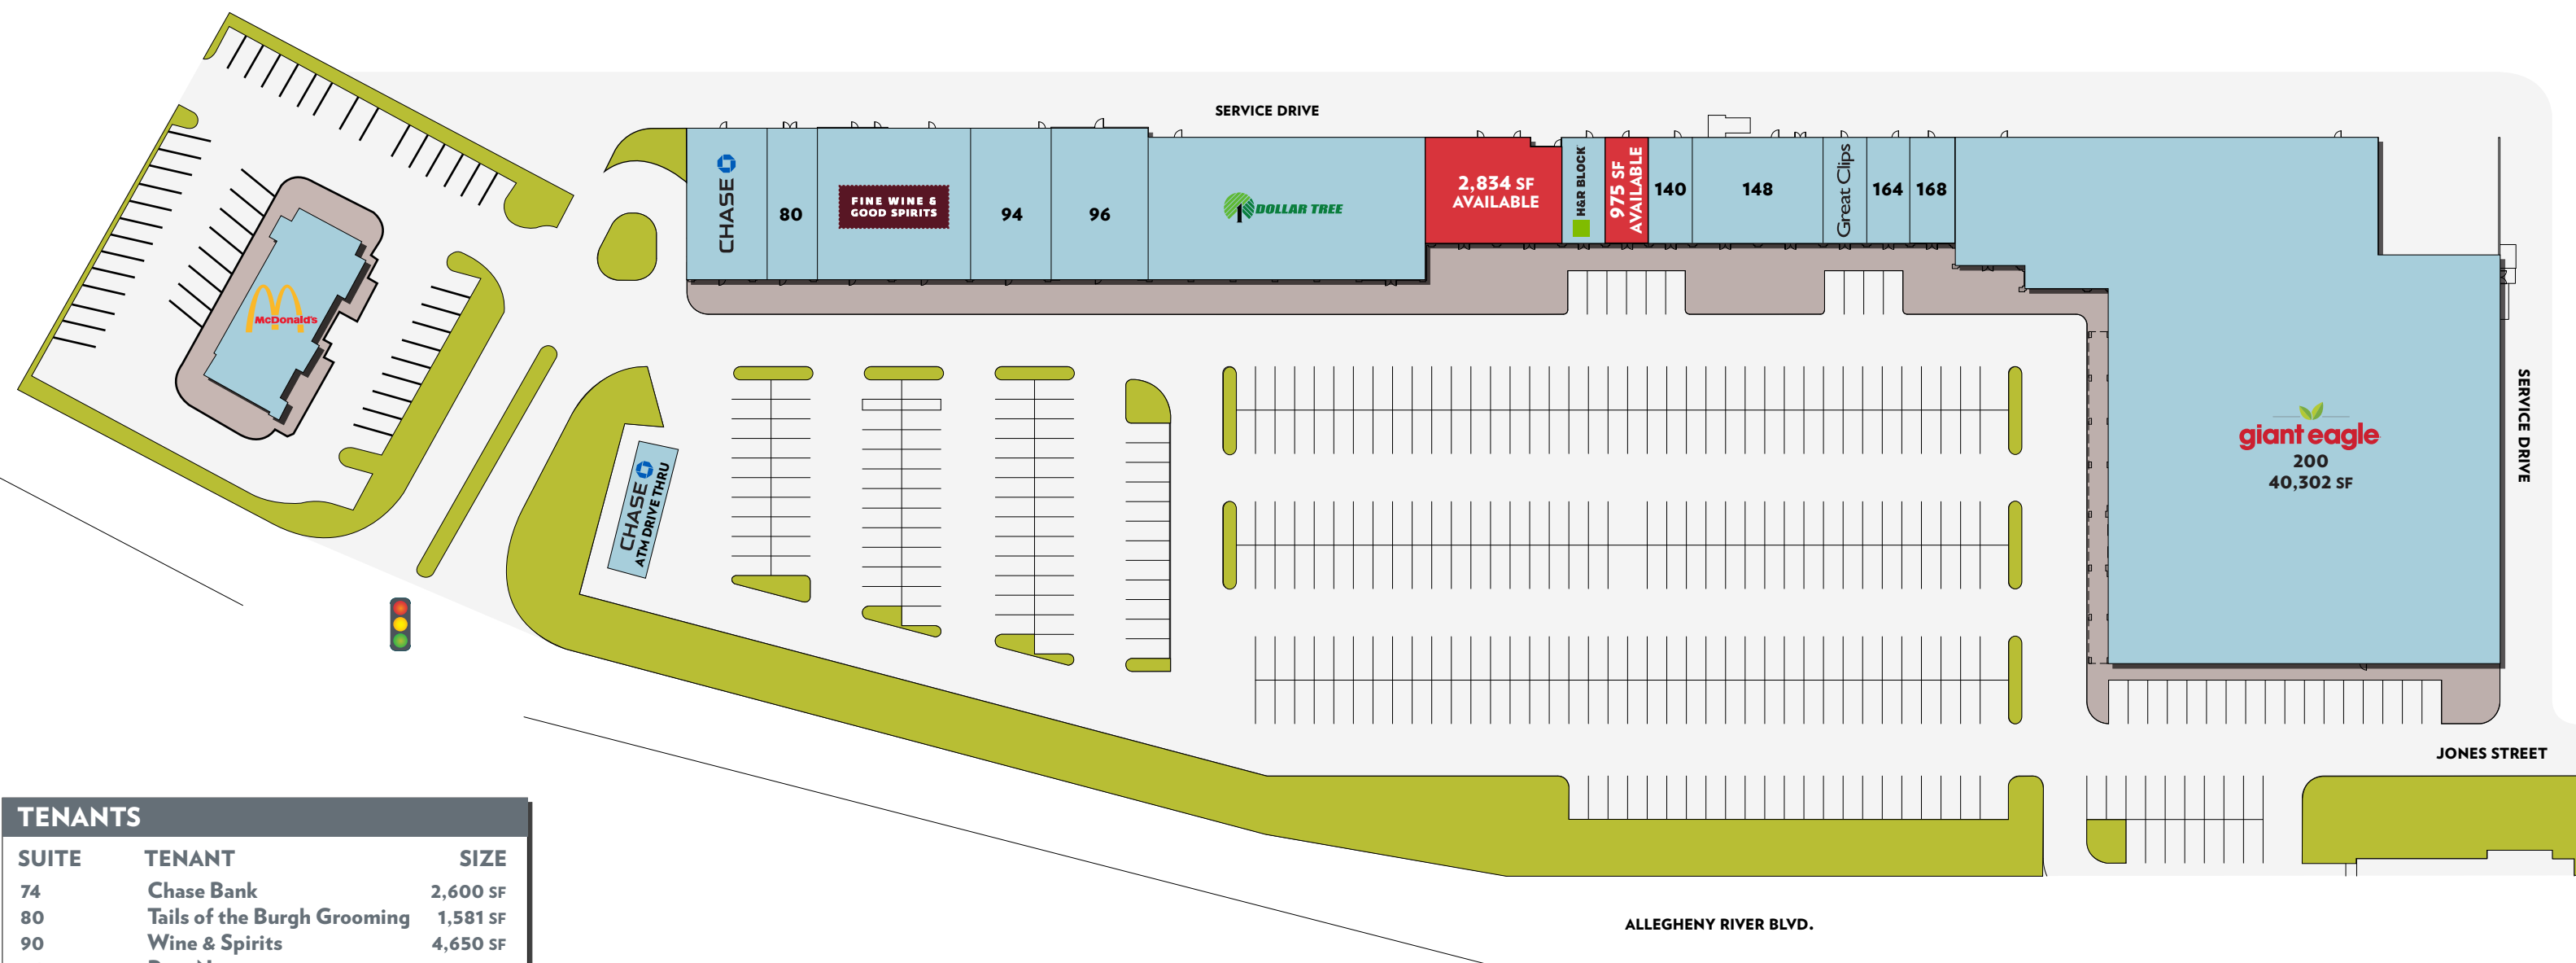 SERVICE DRIVE
CHASE
80
FINE WINE &
GOOD SPIRITS
94
96
DOLLAR TREE
2,834 SF
AVAILABLE
H&R BLOCK
975 SF
AVAILABLE
140
148
Great Clips
164
168
McDonald's
giant eagle
200
40,302 SF
SERVICE DRIVE
CHASE
ATM DRIVE THRU
JONES STREET
ALLEGHENY RIVER BLVD.
TENANTS
SUITE TENANT SIZE
74 Chase Bank 2,600 SF
80 Tails of the Burgh Grooming 1,581 SF
90 Wine & Spirits 4,650 SF